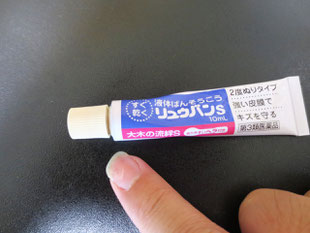 すぐ
乾く
液体ばんそうこう
リュウバンS
10mL
大木の流絆S
2度ぬりタイプ
強い皮膜で
キズを守る
第3類医薬品